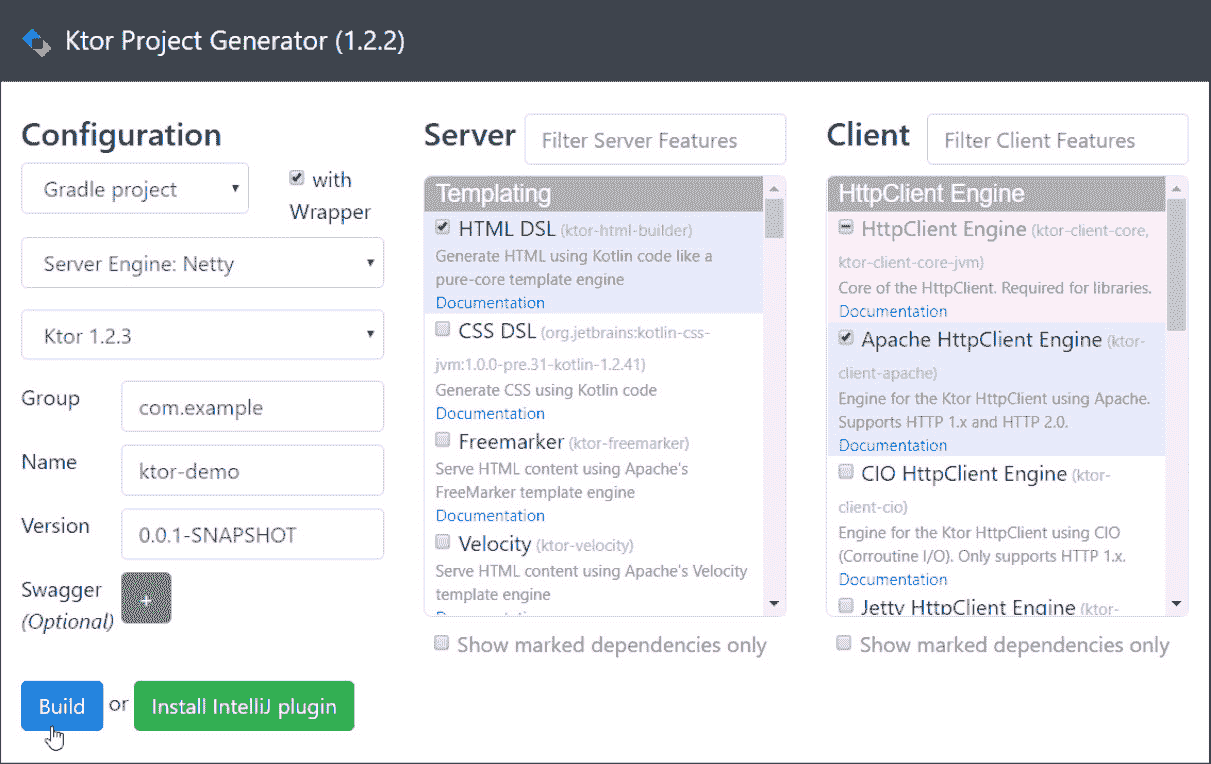 Ktor Project Generator (1.2.2)
Configuration
Gradle project
with
Wrapper
Server Engine: Netty
Ktor 1.2.3
Group
com.example
Name
ktor-demo
Version
0.0.1-SNAPSHOT
Swagger
(Optional)
+
Build
or
Install IntelliJ plugin
Server
Filter Server Features
Templating
HTML DSL (ktor-html-builder)
Generate HTML using Kotlin code like a
pure-core template engine
Documentation
CSS DSL (org.jetbrains:kotlin-css-
jvm:1.0.0-pre.31-kotlin-1.2.41)
Generate CSS using Kotlin code
Documentation
Freemarker (ktor-freemarker)
Serve HTML content using Apache's
FreeMarker template engine
Documentation
Velocity (ktor-velocity)
Serve HTML content using Apache's Velocity
template engine
Show marked dependencies only
Client
Filter Client Features
HttpClient Engine
HttpClient Engine (ktor-client-core,
ktor-client-core-jvm)
Core of the HttpClient. Required for libraries.
Documentation
Apache HttpClient Engine (ktor-
client-apache)
Engine for the Ktor HttpClient using Apache.
Supports HTTP 1.x and HTTP 2.0.
Documentation
CIO HttpClient Engine (ktor-
client-cio)
Engine for the Ktor HttpClient using CIO
(Corroutine I/O). Only supports HTTP 1.x.
Documentation
Jetty HttpClient Engine (ktor-
Show marked dependencies only